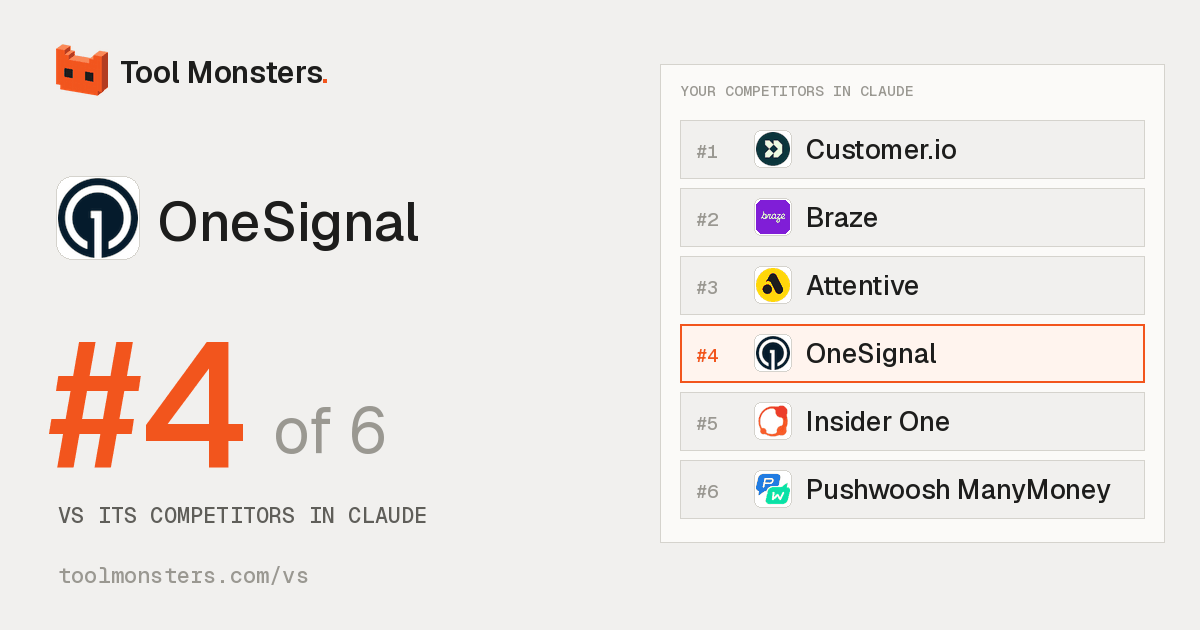 Tool Monsters.
OneSignal
#4 of 6
VS ITS COMPETITORS IN CLAUDE
toolmonsters.com/vs
YOUR COMPETITORS IN CLAUDE
#1 Customer.io
#2 braze Braze
#3 Attentive
#4 OneSignal
#5 Insider One
#6 P W Pushwoosh ManyMoney